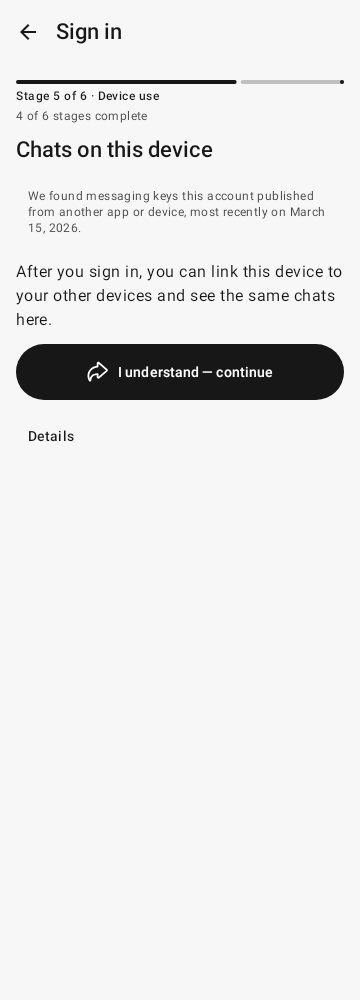 Sign in
Stage 5 of 6 · Device use
4 of 6 stages complete
Chats on this device
We found messaging keys this account published
from another app or device, most recently on March
15, 2026.
After you sign in, you can link this device to
your other devices and see the same chats
here.
I understand — continue
Details